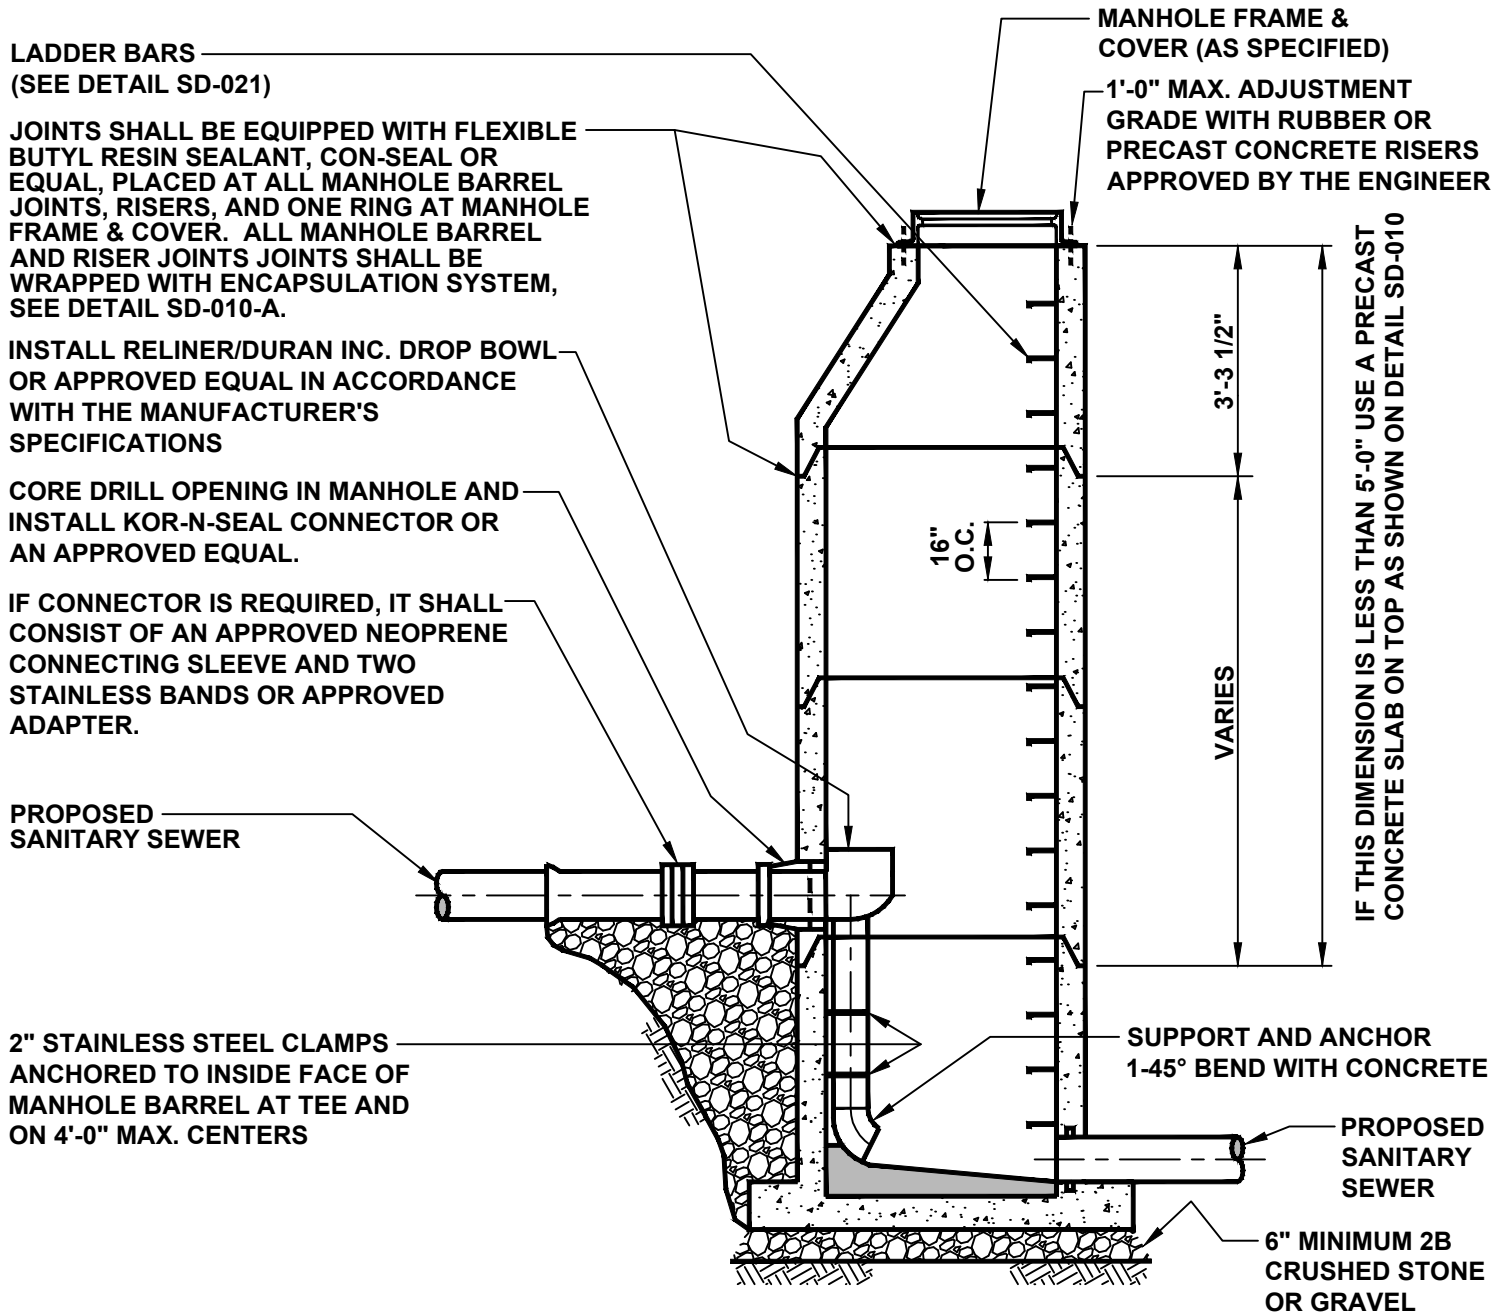 LADDER BARS
(SEE DETAIL SD-021)
JOINTS SHALL BE EQUIPPED WITH FLEXIBLE
BUTYL RESIN SEALANT, CON-SEAL OR
EQUAL, PLACED AT ALL MANHOLE BARREL
JOINTS, RISERS, AND ONE RING AT MANHOLE
FRAME & COVER.  ALL MANHOLE BARREL
AND RISER JOINTS JOINTS SHALL BE
WRAPPED WITH ENCAPSULATION SYSTEM,
SEE DETAIL SD-010-A.
INSTALL RELINER/DURAN INC. DROP BOWL
OR APPROVED EQUAL IN ACCORDANCE
WITH THE MANUFACTURER'S
SPECIFICATIONS
CORE DRILL OPENING IN MANHOLE AND
INSTALL KOR-N-SEAL CONNECTOR OR
AN APPROVED EQUAL.
IF CONNECTOR IS REQUIRED, IT SHALL
CONSIST OF AN APPROVED NEOPRENE
CONNECTING SLEEVE AND TWO
STAINLESS BANDS OR APPROVED
ADAPTER.
PROPOSED
SANITARY SEWER
2" STAINLESS STEEL CLAMPS
ANCHORED TO INSIDE FACE OF
MANHOLE BARREL AT TEE AND
ON 4'-0" MAX. CENTERS
MANHOLE FRAME &
COVER (AS SPECIFIED)
1'-0" MAX. ADJUSTMENT
GRADE WITH RUBBER OR
PRECAST CONCRETE RISERS
APPROVED BY THE ENGINEER
3'-3 1/2"
16"
O.C.
VARIES
IF THIS DIMENSION IS LESS THAN 5'-0" USE A PRECAST
CONCRETE SLAB ON TOP AS SHOWN ON DETAIL SD-010
SUPPORT AND ANCHOR
1-45° BEND WITH CONCRETE
PROPOSED
SANITARY
SEWER
6" MINIMUM 2B
CRUSHED STONE
OR GRAVEL